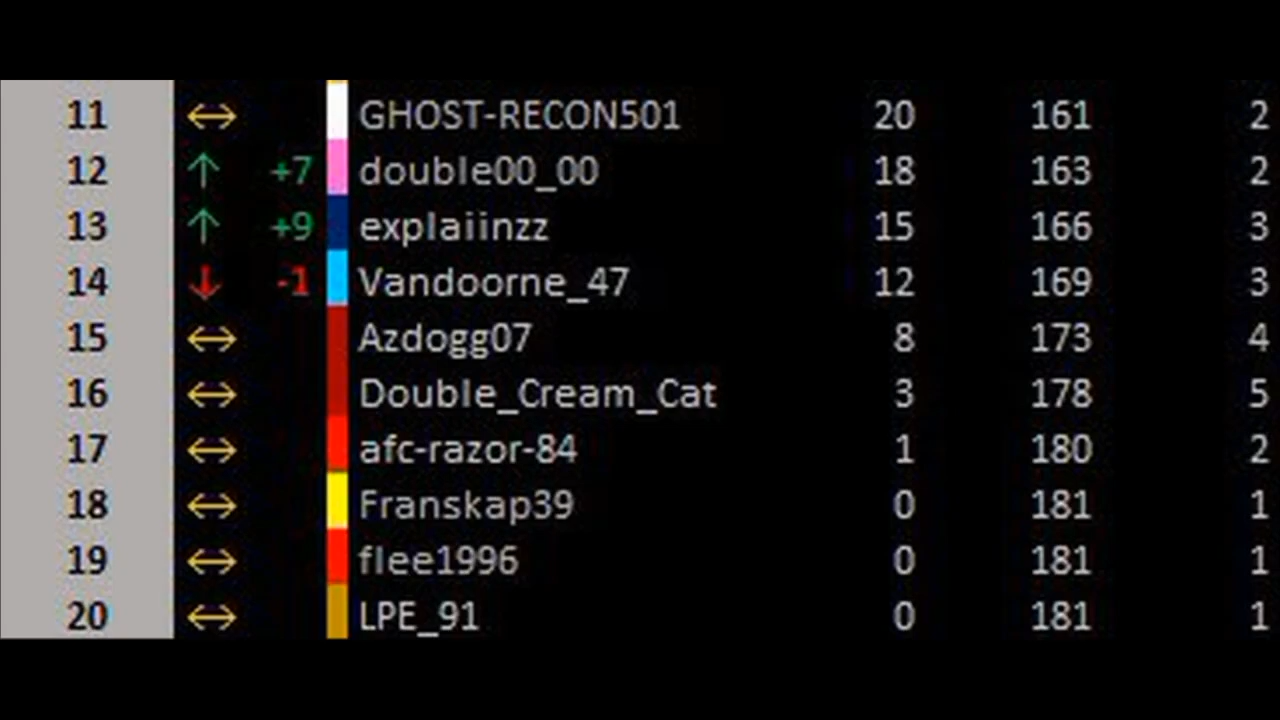 11 ↔ GHOST-RECON501 20 161 2
12 ↑ +7 double00_00 18 163 2
13 ↑ +9 explaiinzz 15 166 3
14 ↓ -1 Vandoorne_47 12 169 3
15 ↔ Azdogg07 8 173 4
16 ↔ Double_Cream_Cat 3 178 5
17 ↔ afc-razor-84 1 180 2
18 ↔ Franskap39 0 181 1
19 ↔ flee1996 0 181 1
20 ↔ LPE_91 0 181 1